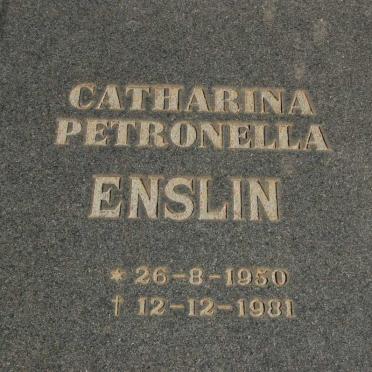 CATHARINA
PETRONELLA
ENSLIN
* 26-8-1950
† 12-12-1981